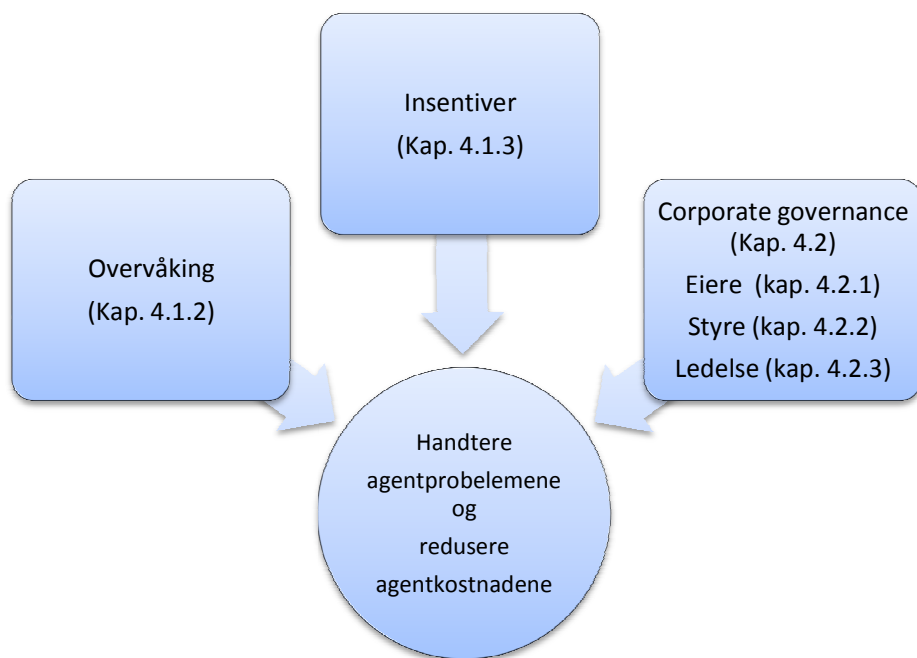 Insentiver
(Kap. 4.1.3)
Overvåking
(Kap. 4.1.2)
Corporate governance
(Kap. 4.2)
Eiere (kap. 4.2.1)
Styre (kap. 4.2.2)
Ledelse (kap. 4.2.3)
Handtere
agentprobelemene
og
redusere
agentkostnadene